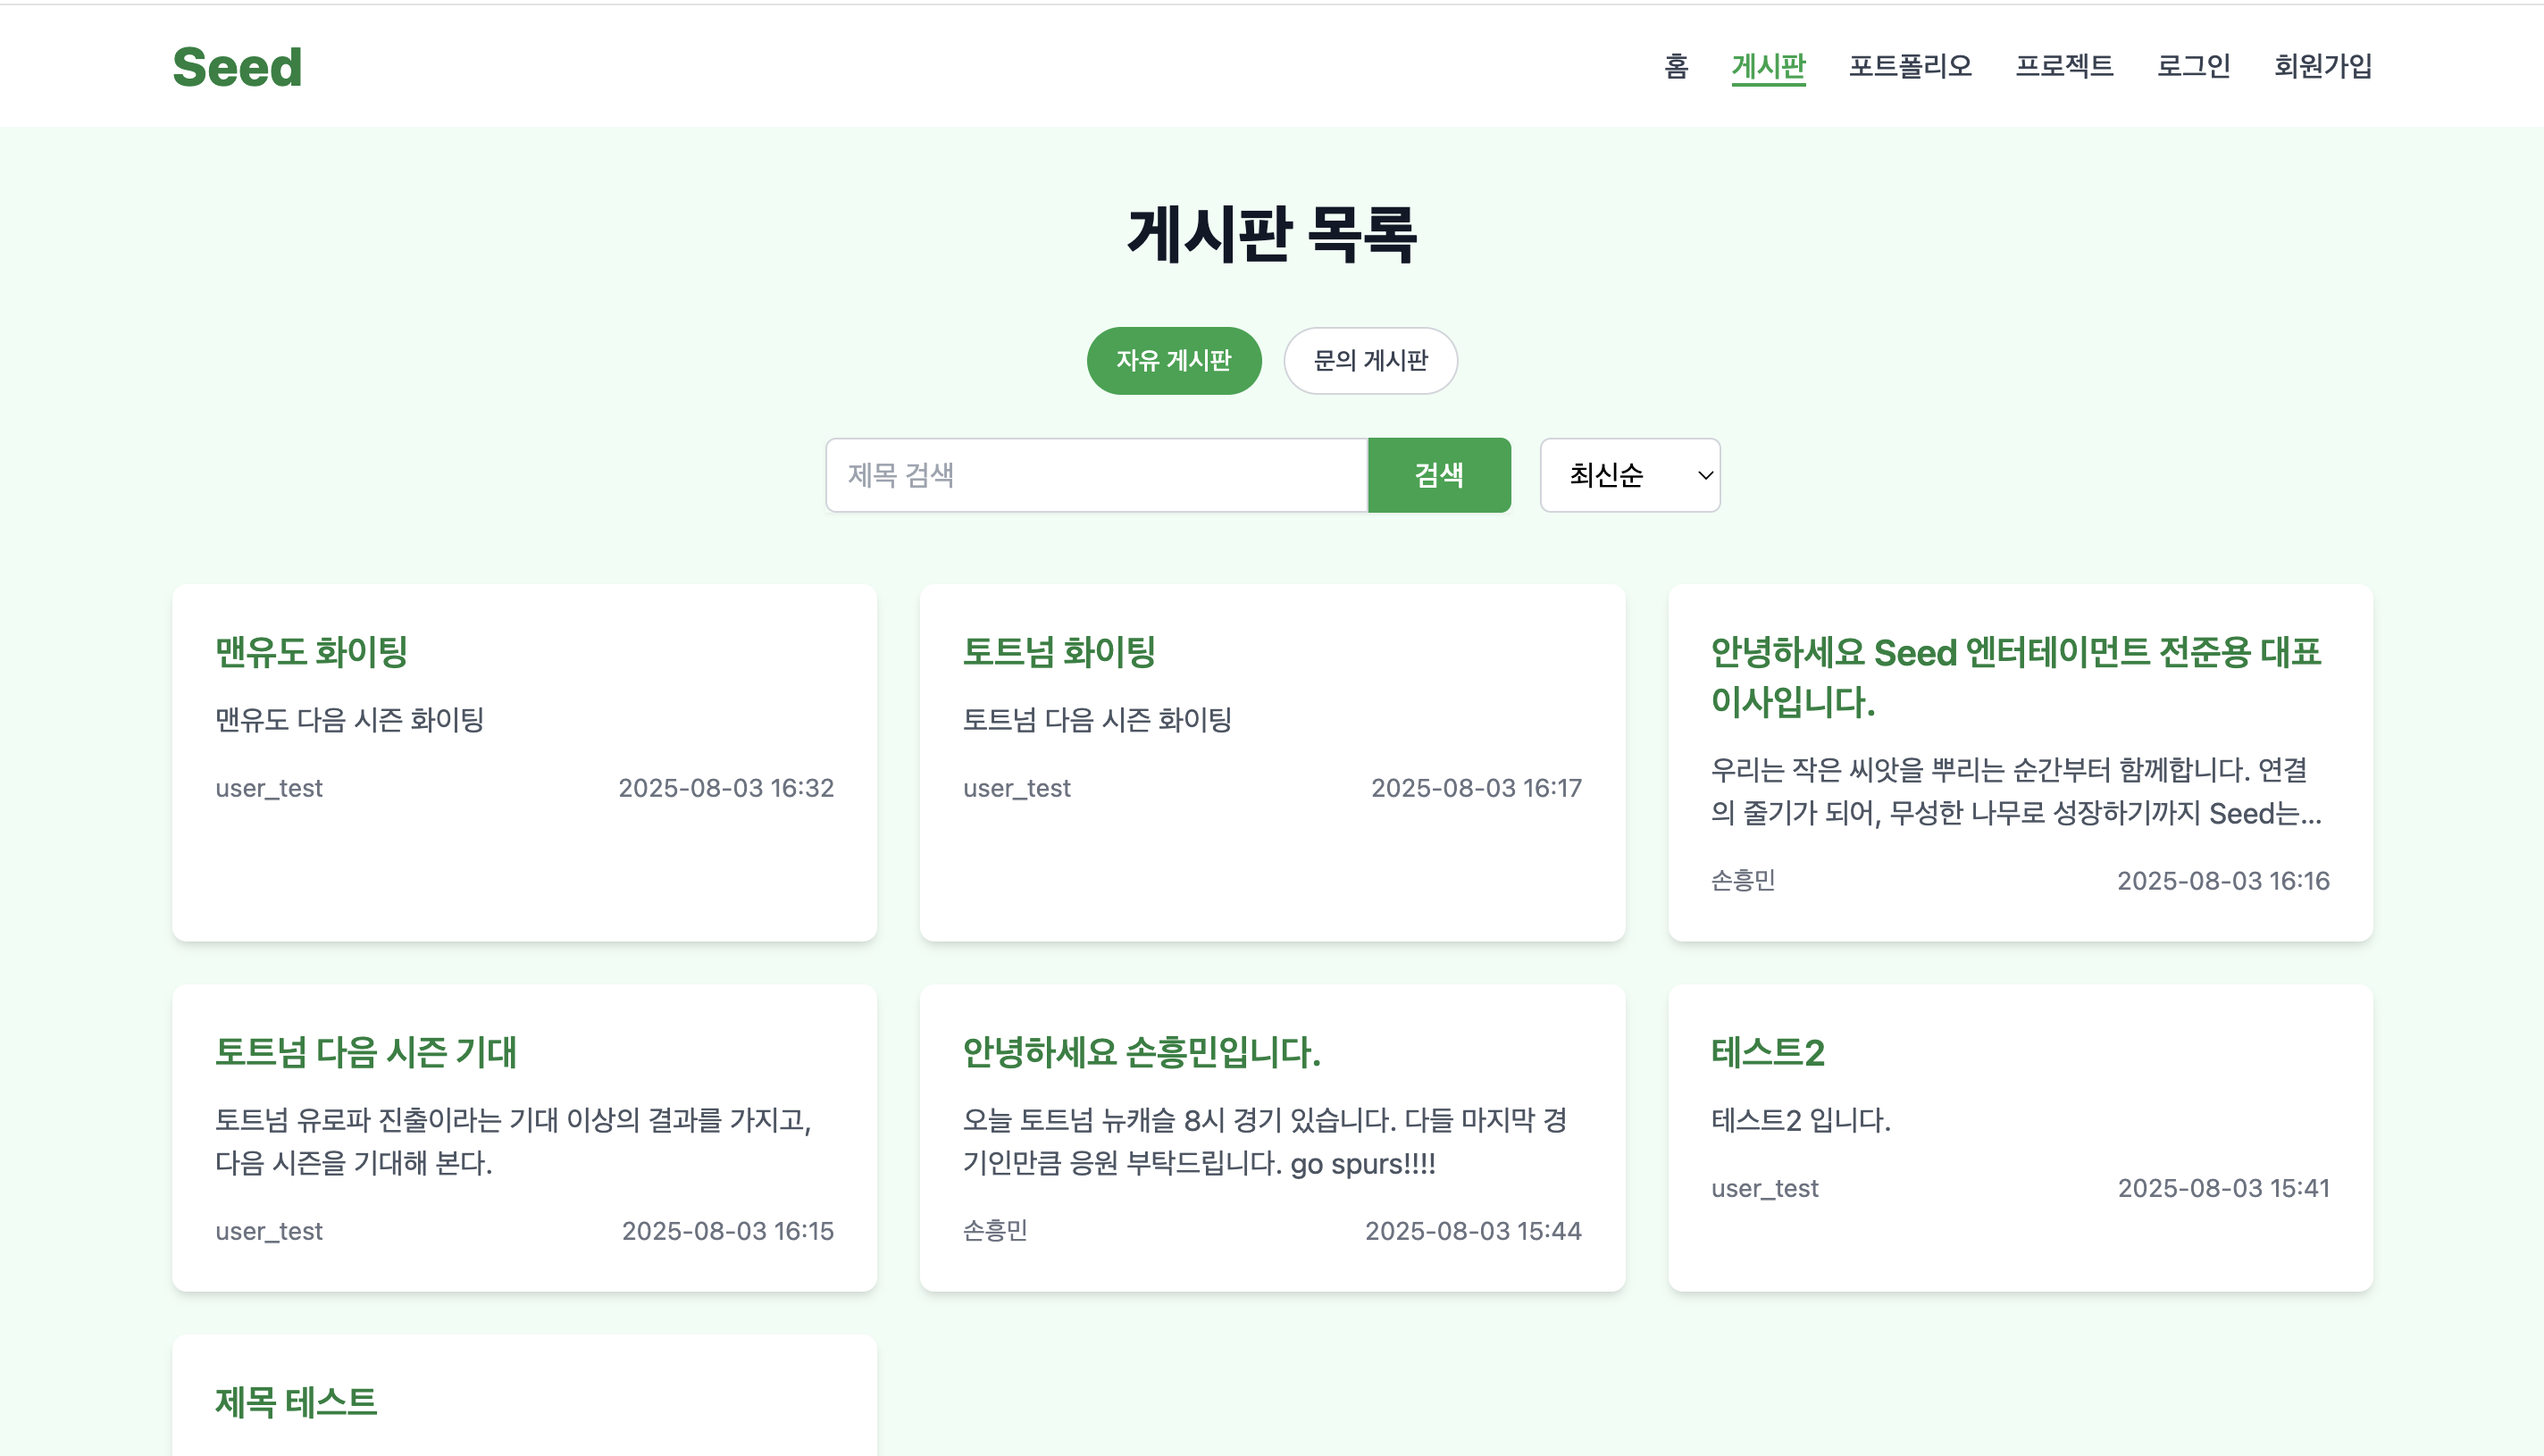 Seed
홈 게시판 포트폴리오 프로젝트 로그인 회원가입
게시판 목록
자유 게시판 문의 게시판
제목 검색 검색 최신순
맨유도 화이팅
맨유도 다음 시즌 화이팅
user_test 2025-08-03 16:32
토트넘 화이팅
토트넘 다음 시즌 화이팅
user_test 2025-08-03 16:17
안녕하세요 Seed 엔터테이먼트 전준용 대표
이사입니다.
우리는 작은 씨앗을 뿌리는 순간부터 함께합니다. 연결
의 줄기가 되어, 무성한 나무로 성장하기까지 Seed는...
손흥민 2025-08-03 16:16
토트넘 다음 시즌 기대
토트넘 유로파 진출이라는 기대 이상의 결과를 가지고,
다음 시즌을 기대해 본다.
user_test 2025-08-03 16:15
안녕하세요 손흥민입니다.
오늘 토트넘 뉴캐슬 8시 경기 있습니다. 다들 마지막 경
기인만큼 응원 부탁드립니다. go spurs!!!!
손흥민 2025-08-03 15:44
테스트2
테스트2 입니다.
user_test 2025-08-03 15:41
제목 테스트